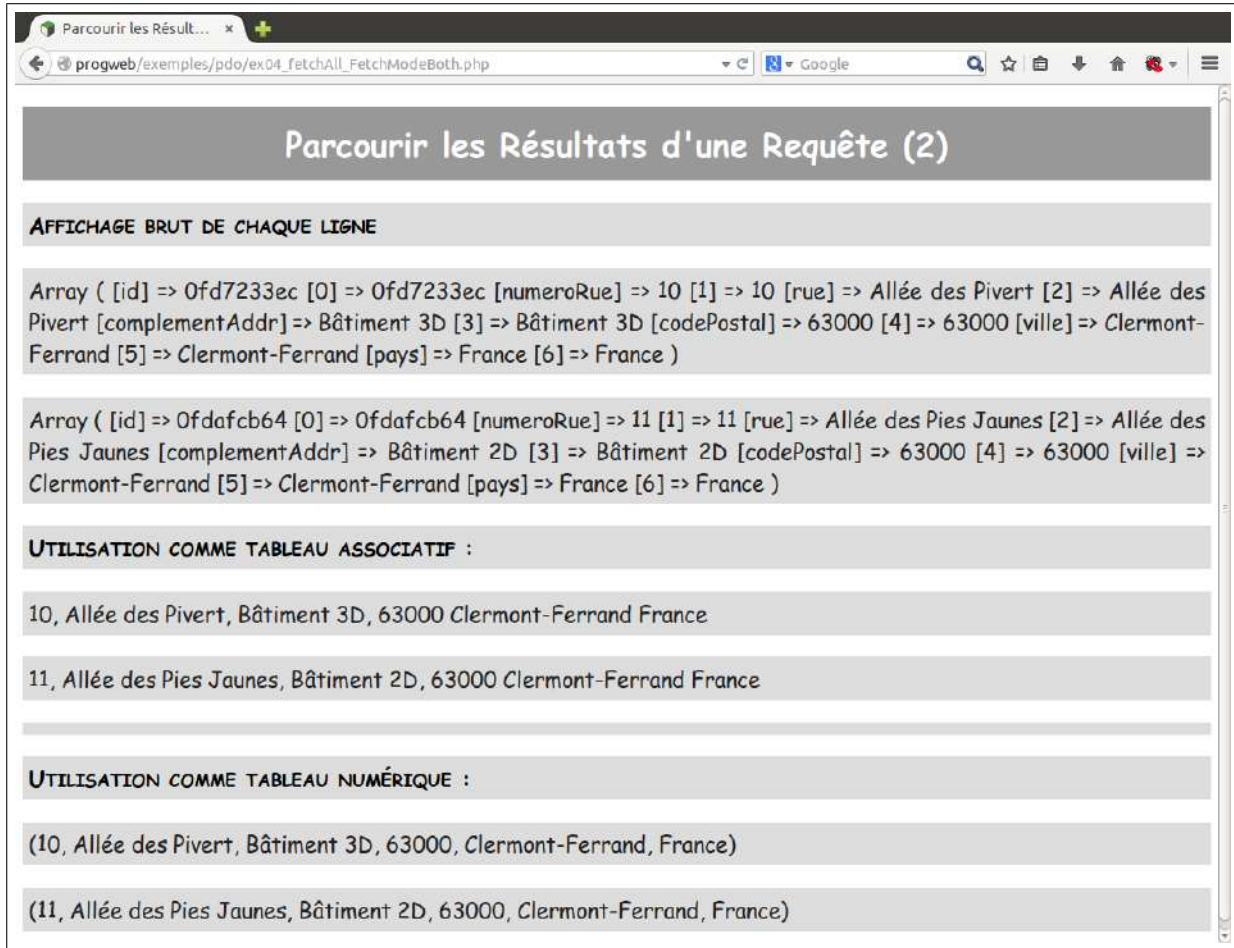 Parcourir les Résult...
progweb/exemples/pdo/ex04_fetchAll_FetchModeBoth.php
Google
Parcourir les Résultats d'une Requête (2)
AFFICHAGE BRUT DE CHAQUE LIGNE
Array ( [id] => 0fd7233ec [0] => 0fd7233ec [numeroRue] => 10 [1] => 10 [rue] => Allée des Pivert [2] => Allée des
Pivert [complementAddr] => Bâtiment 3D [3] => Bâtiment 3D [codePostal] => 63000 [4] => 63000 [ville] => Clermont-
Ferrand [5] => Clermont-Ferrand [pays] => France [6] => France )
Array ( [id] => 0fdafcb64 [0] => 0fdafcb64 [numeroRue] => 11 [1] => 11 [rue] => Allée des Pies Jaunes [2] => Allée des
Pies Jaunes [complementAddr] => Bâtiment 2D [3] => Bâtiment 2D [codePostal] => 63000 [4] => 63000 [ville] =>
Clermont-Ferrand [5] => Clermont-Ferrand [pays] => France [6] => France )
UTILISATION COMME TABLEAU ASSOCIATIF :
10, Allée des Pivert, Bâtiment 3D, 63000 Clermont-Ferrand France
11, Allée des Pies Jaunes, Bâtiment 2D, 63000 Clermont-Ferrand France
UTILISATION COMME TABLEAU NUMÉRIQUE :
(10, Allée des Pivert, Bâtiment 3D, 63000, Clermont-Ferrand, France)
(11, Allée des Pies Jaunes, Bâtiment 2D, 63000, Clermont-Ferrand, France)